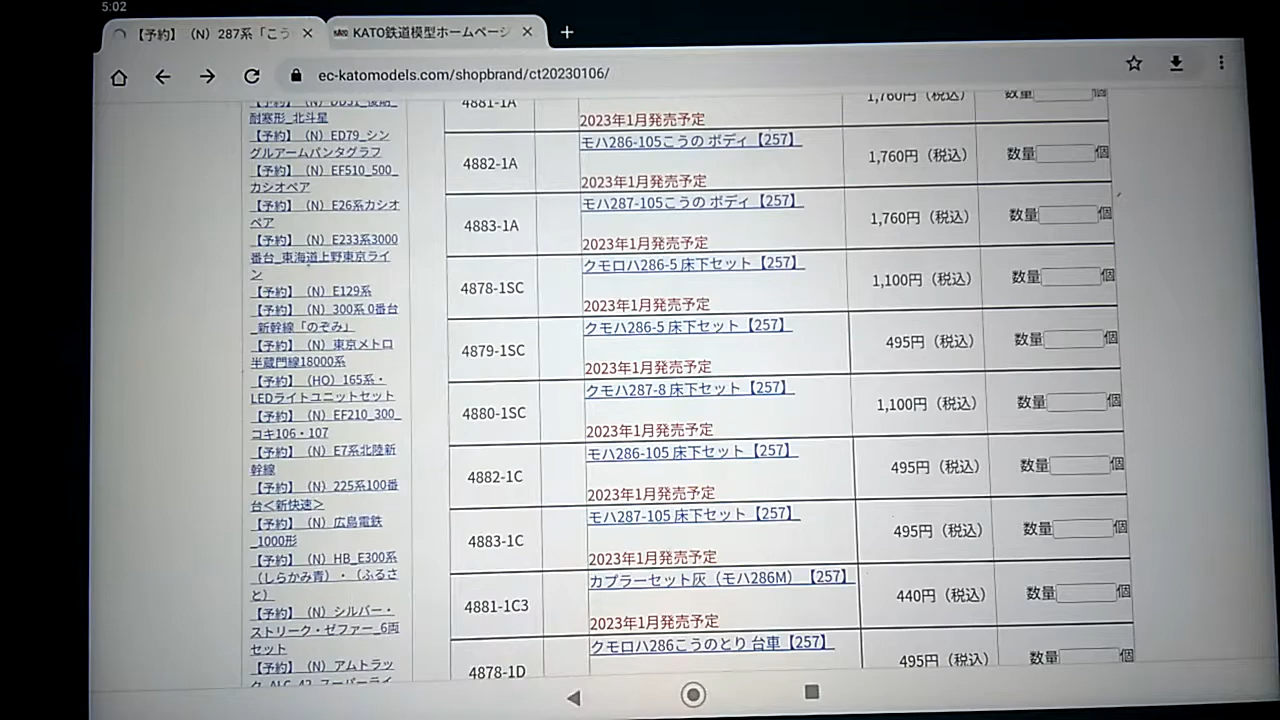 5:02
【予約】（N）287系「こう
KATO鉄道模型ホームページ
ec-katomodels.com/shopbrand/ct20230106/
【予約】（N）DD51_後期_
耐寒形_北斗星
【予約】（N）ED79_シン
グルアームパンタグラフ
【予約】（N）EF510_500_
カシオペア
【予約】（N）E26系カシオ
ペア
【予約】（N）E233系3000
番台_東海道上野東京ライ
ン
【予約】（N）E129系
【予約】（N）300系 0番台
_新幹線「のぞみ」
【予約】（N）東京メトロ
半蔵門線18000系
【予約】（HO）165系・
LEDライトユニットセット
【予約】（N）EF210_300_
コキ106・107
【予約】（N）E7系北陸新
幹線
【予約】（N）225系100番
台<新快速>
【予約】（N）広島電鉄
_1000形
【予約】（N）HB_E300系
（しらかみ青）・（ふるさ
と）
【予約】（N）シルバー・
ストリーク・ゼファー_6両
セット
【予約】（N）アムトラッ
ク ALC-42 スーパーライ
4881-1A
2023年1月発売予定
1,760円（税込）
数量 個
4882-1A
モハ286-105こうの ボディ【257】
2023年1月発売予定
1,760円（税込）
数量 個
4883-1A
モハ287-105こうの ボディ【257】
2023年1月発売予定
1,760円（税込）
数量 個
4878-1SC
クモロハ286-5 床下セット【257】
2023年1月発売予定
1,100円（税込）
数量 個
4879-1SC
クモハ286-5 床下セット【257】
2023年1月発売予定
495円（税込）
数量 個
4880-1SC
クモハ287-8 床下セット【257】
2023年1月発売予定
1,100円（税込）
数量 個
4882-1C
モハ286-105 床下セット【257】
2023年1月発売予定
495円（税込）
数量 個
4883-1C
モハ287-105 床下セット【257】
2023年1月発売予定
495円（税込）
数量 個
4881-1C3
カプラーセット灰（モハ286M）【257】
2023年1月発売予定
440円（税込）
数量 個
4878-1D
クモロハ286こうのとり 台車【257】
495円（税込）
数量 個